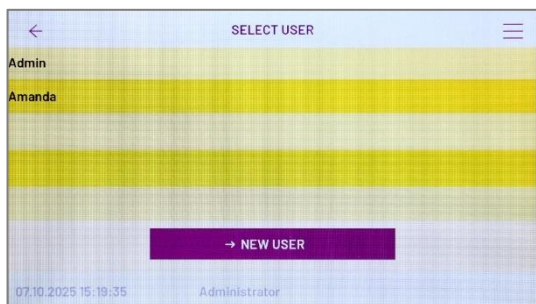 ← SELECT USER
Admin
Amanda
→ NEW USER
07.10.2025 15:19:35 Administrator